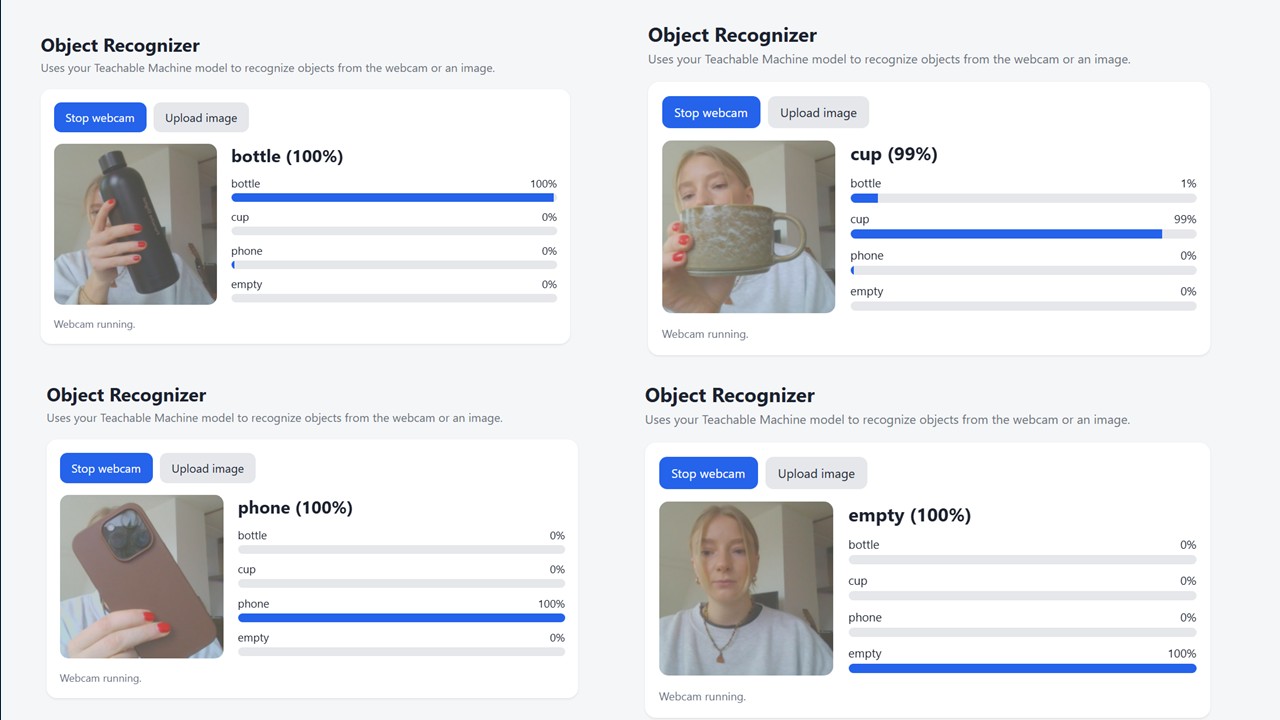 Object Recognizer
Uses your Teachable Machine model to recognize objects from the webcam or an image.
Stop webcam
Upload image
bottle (100%)
bottle 100%
cup 0%
phone 0%
empty 0%
Webcam running.
Object Recognizer
Uses your Teachable Machine model to recognize objects from the webcam or an image.
Stop webcam
Upload image
cup (99%)
bottle 1%
cup 99%
phone 0%
empty 0%
Webcam running.
Object Recognizer
Uses your Teachable Machine model to recognize objects from the webcam or an image.
Stop webcam
Upload image
phone (100%)
bottle 0%
cup 0%
phone 100%
empty 0%
Webcam running.
Object Recognizer
Uses your Teachable Machine model to recognize objects from the webcam or an image.
Stop webcam
Upload image
empty (100%)
bottle 0%
cup 0%
phone 0%
empty 100%
Webcam running.